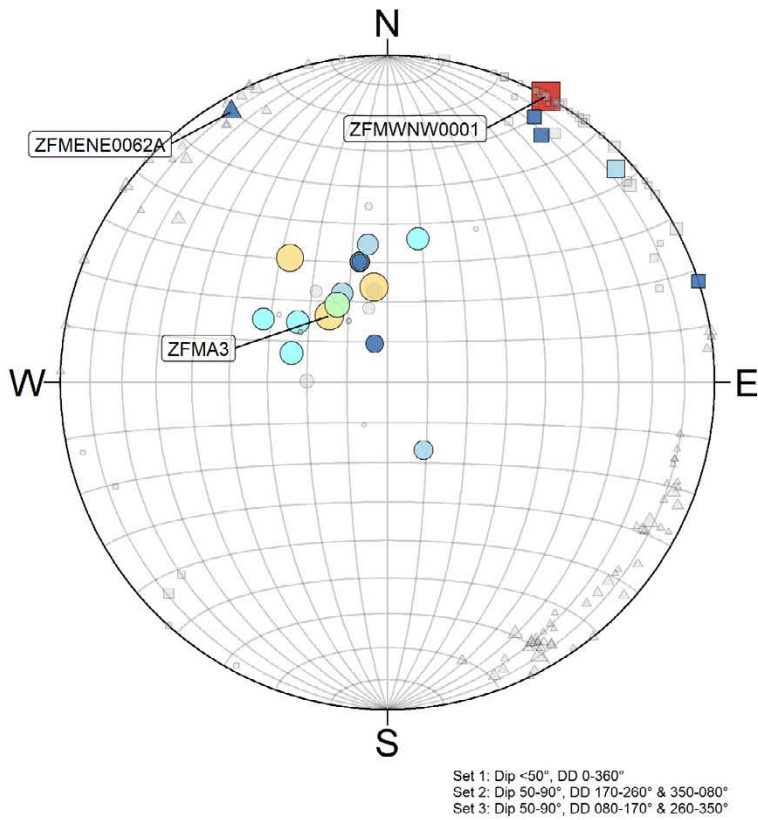 N
ZFMENE0062A
ZFMWNW0001
ZFMA3
W
E
S
Set 1: Dip <50°, DD 0-360°
Set 2: Dip 50-90°, DD 170-260° & 350-080°
Set 3: Dip 50-90°, DD 080-170° & 260-350°